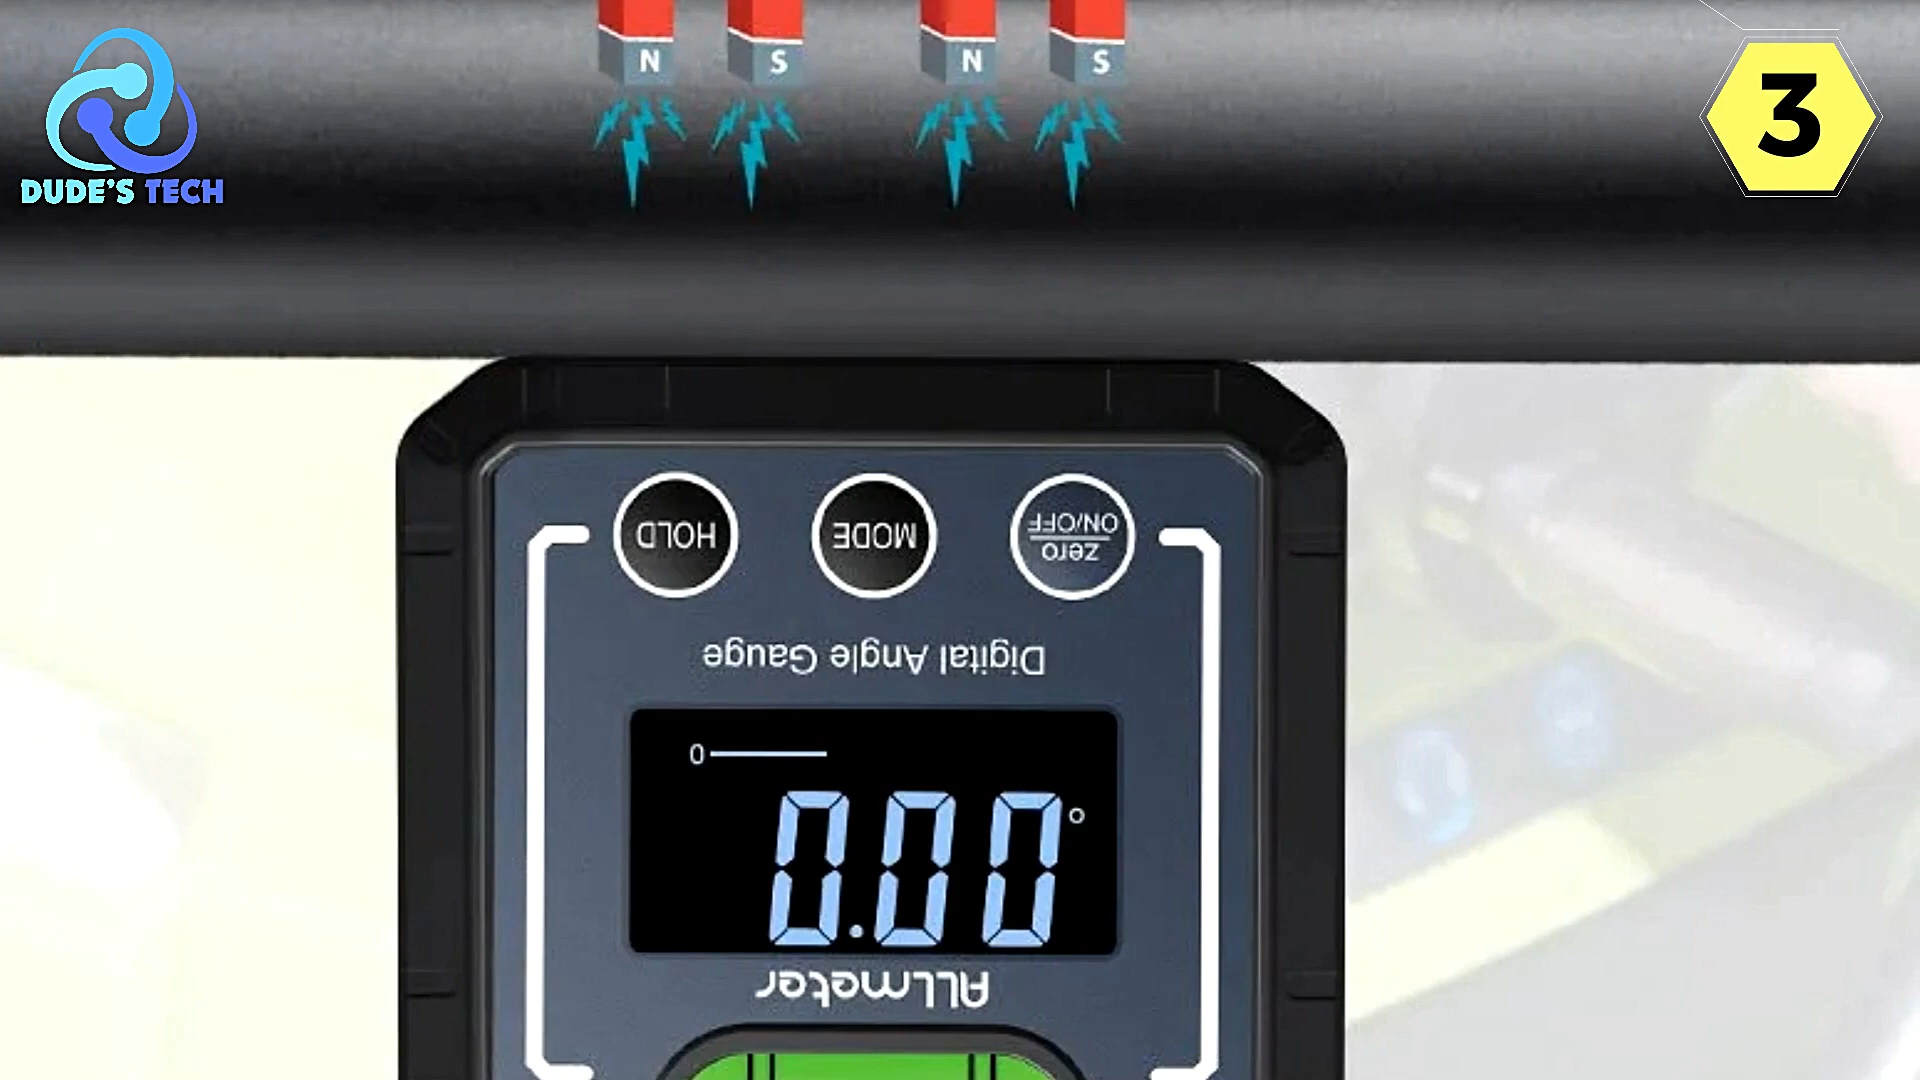 N S N S
3
DUDE'S TECH
HOLD MODE zero
ON/OFF
Digital Angle Gauge
0
0.00°
ALLmeter